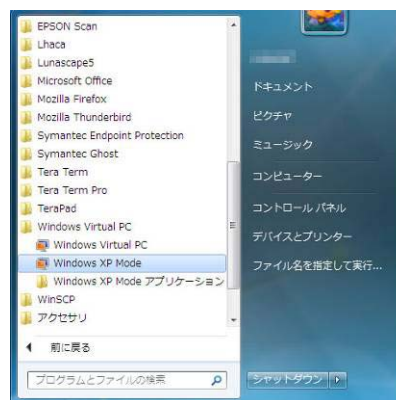 EPSON Scan
Lhaca
Lunascape5
Microsoft Office
Mozilla Firefox
Mozilla Thunderbird
Symantec Endpoint Protection
Symantec Ghost
Tera Term
Tera Term Pro
TeraPad
Windows Virtual PC
Windows Virtual PC
Windows XP Mode
Windows XP Mode アプリケーション
WinSCP
アクセサリ
前に戻る
プログラムとファイルの検索
ドキュメント
ピクチャ
ミュージック
コンピューター
コントロール パネル
デバイスとプリンター
ファイル名を指定して実行...
シャットダウン